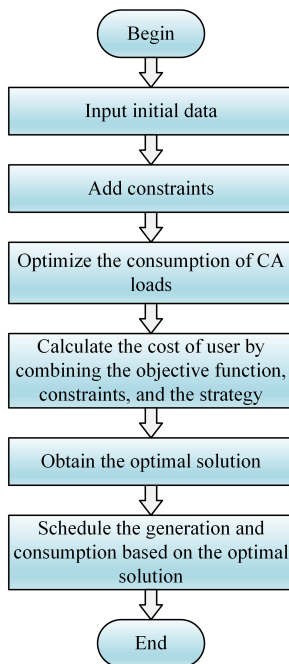 Begin
Input initial data
Add constraints
Optimize the consumption of CA
loads
Calculate the cost of user by
combining the objective function,
constraints, and the strategy
Obtain the optimal solution
Schedule the generation and
consumption based on the optimal
solution
End